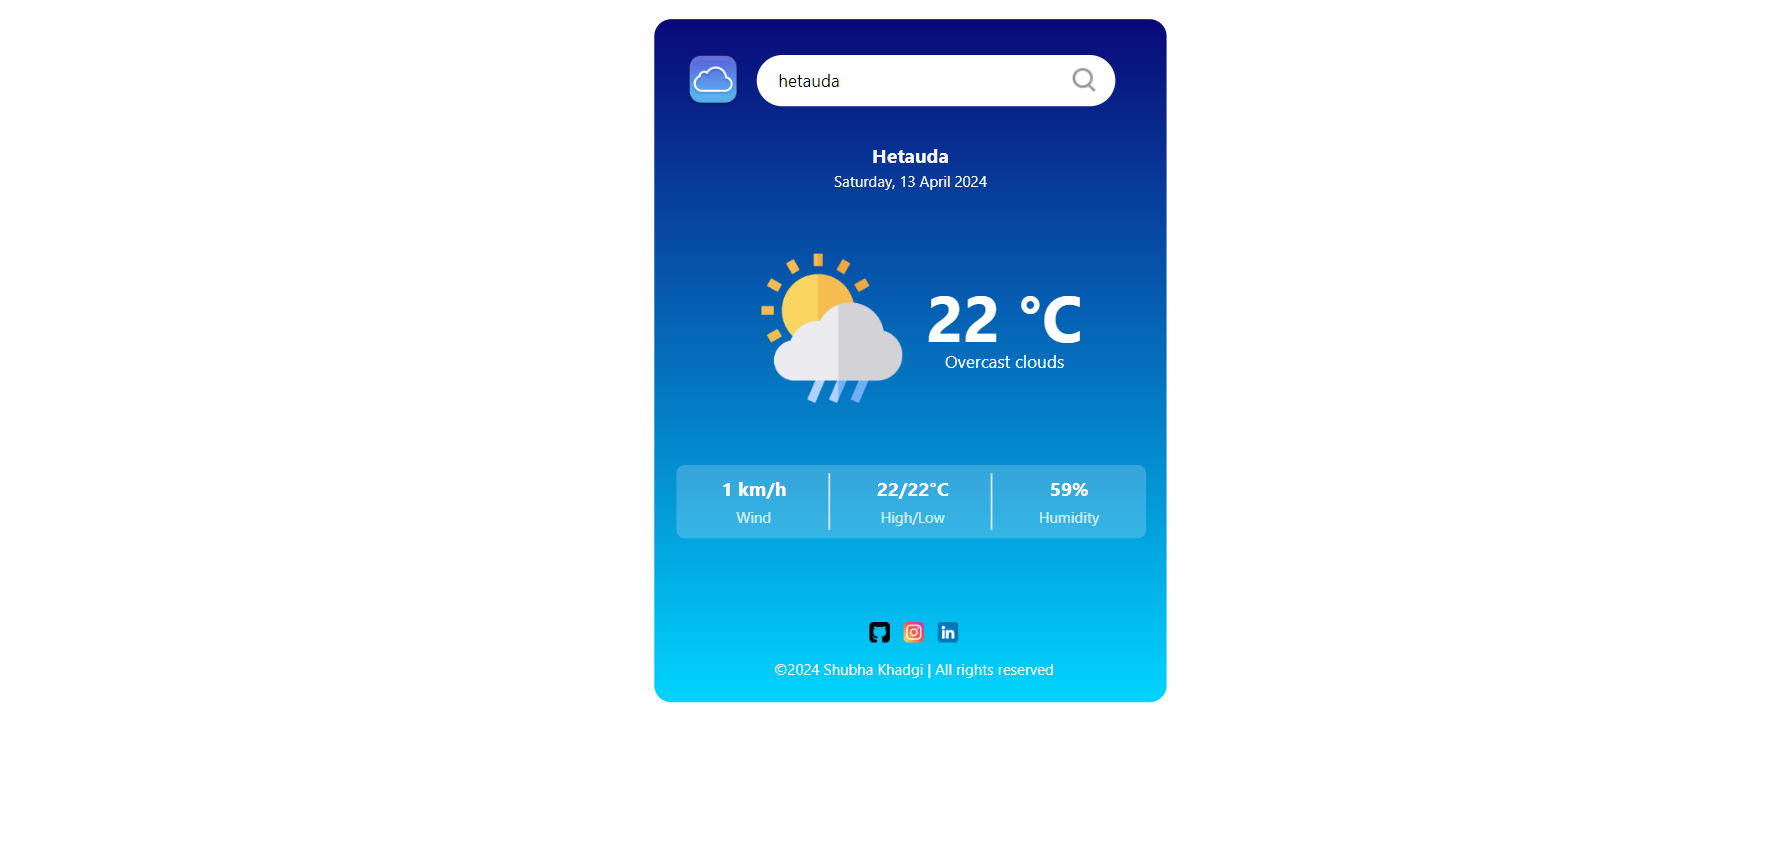 hetauda
Hetauda
Saturday, 13 April 2024
22 °C
Overcast clouds
1 km/h 22/22°C 59%
Wind High/Low Humidity
in
©2024 Shubha Khadgi | All rights reserved